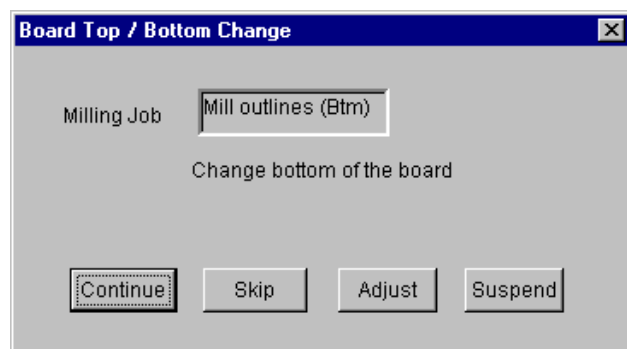 Board Top / Bottom Change
Milling Job
Mill outlines (Btm)
Change bottom of the board
Continue Skip Adjust Suspend